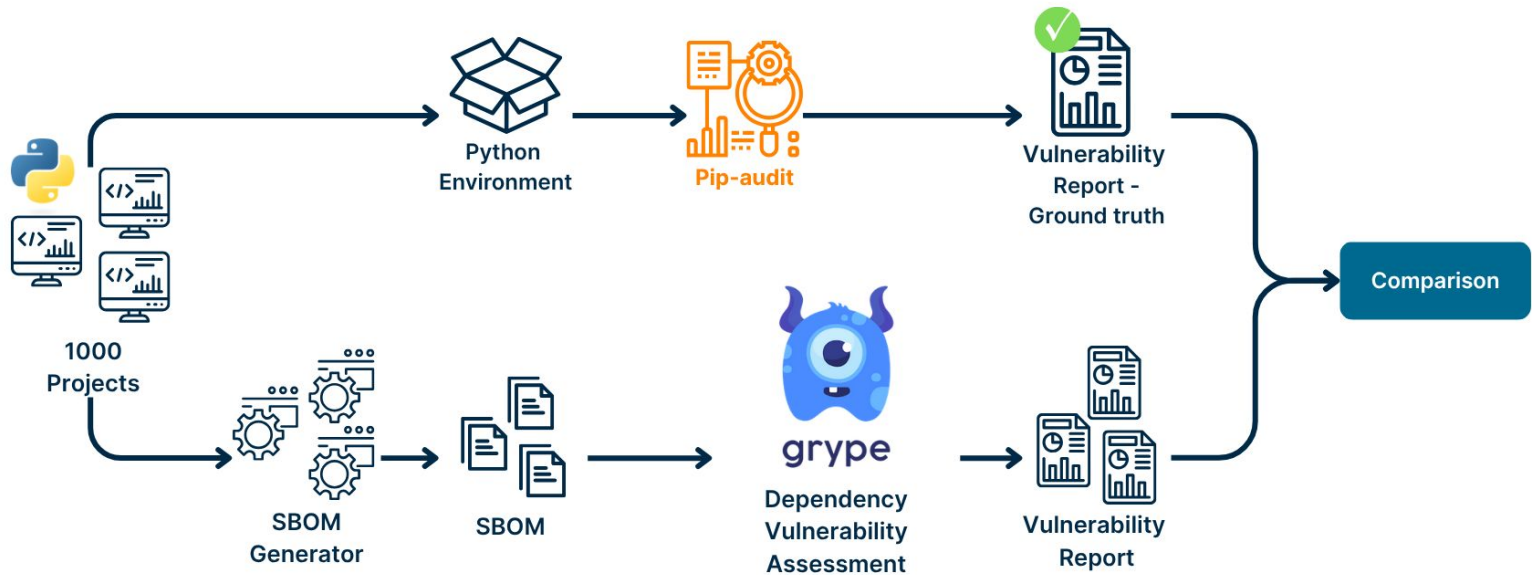 Python
Environment
Pip-audit
Vulnerability
Report -
Ground truth
Comparison
</>
</>
</>
1000
Projects
SBOM
Generator
SBOM
grype
Dependency
Vulnerability
Assessment
Vulnerability
Report